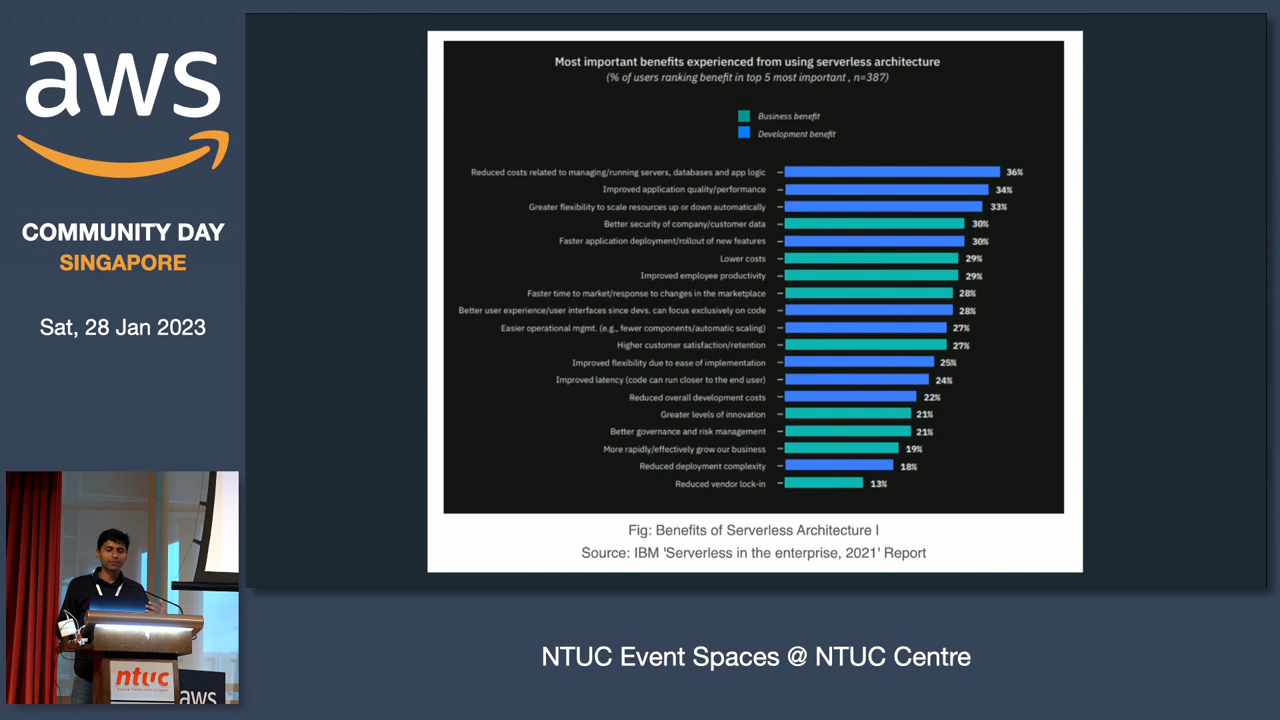 aws
COMMUNITY DAY
SINGAPORE
Sat, 28 Jan 2023
Most important benefits experienced from using serverless architecture
(% of users ranking benefit in top 5 most important , n=387)
Business benefit
Development benefit
Reduced costs related to managing/running servers, databases and app logic 36%
Improved application quality/performance 34%
Greater flexibility to scale resources up or down automatically 33%
Better security of company/customer data 30%
Faster application deployment/rollout of new features 30%
Lower costs 29%
Improved employee productivity 29%
Faster time to market/response to changes in the marketplace 28%
Better user experience/user interfaces since devs. can focus exclusively on code 28%
Easier operational mgmt. (e.g., fewer components/automatic scaling) 27%
Higher customer satisfaction/retention 27%
Improved flexibility due to ease of implementation 25%
Improved latency (code can run closer to the end user) 24%
Reduced overall development costs 22%
Greater levels of innovation 21%
Better governance and risk management 21%
More rapidly/effectively grow our business 19%
Reduced deployment complexity 18%
Reduced vendor lock-in 13%
Fig: Benefits of Serverless Architecture I
Source: IBM 'Serverless in the enterprise, 2021' Report
ntuc
aws
NTUC Event Spaces @ NTUC Centre